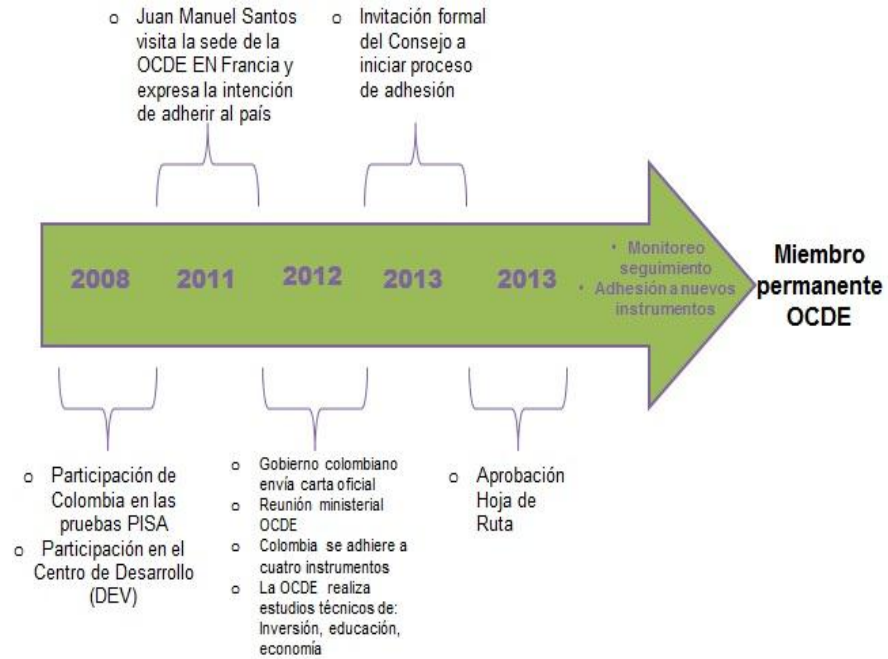 o Juan Manuel Santos
visita la sede de la
OCDE EN Francia y
expresa la intención
de adherir al país
o Invitación formal
del Consejo a
iniciar proceso
de adhesión
2008
2011
2012
2013
2013
• Monitoreo
seguimiento
• Adhesión a nuevos
instrumentos
Miembro
permanente
OCDE
o Participación de
Colombia en las
pruebas PISA
o Participación en el
Centro de Desarrollo
(DEV)
o Gobierno colombiano
envía carta oficial
o Reunión ministerial
OCDE
o Colombia se adhiere a
cuatro instrumentos
o La OCDE realiza
estudios técnicos de:
Inversión, educación,
economía
o Aprobación
Hoja de
Ruta